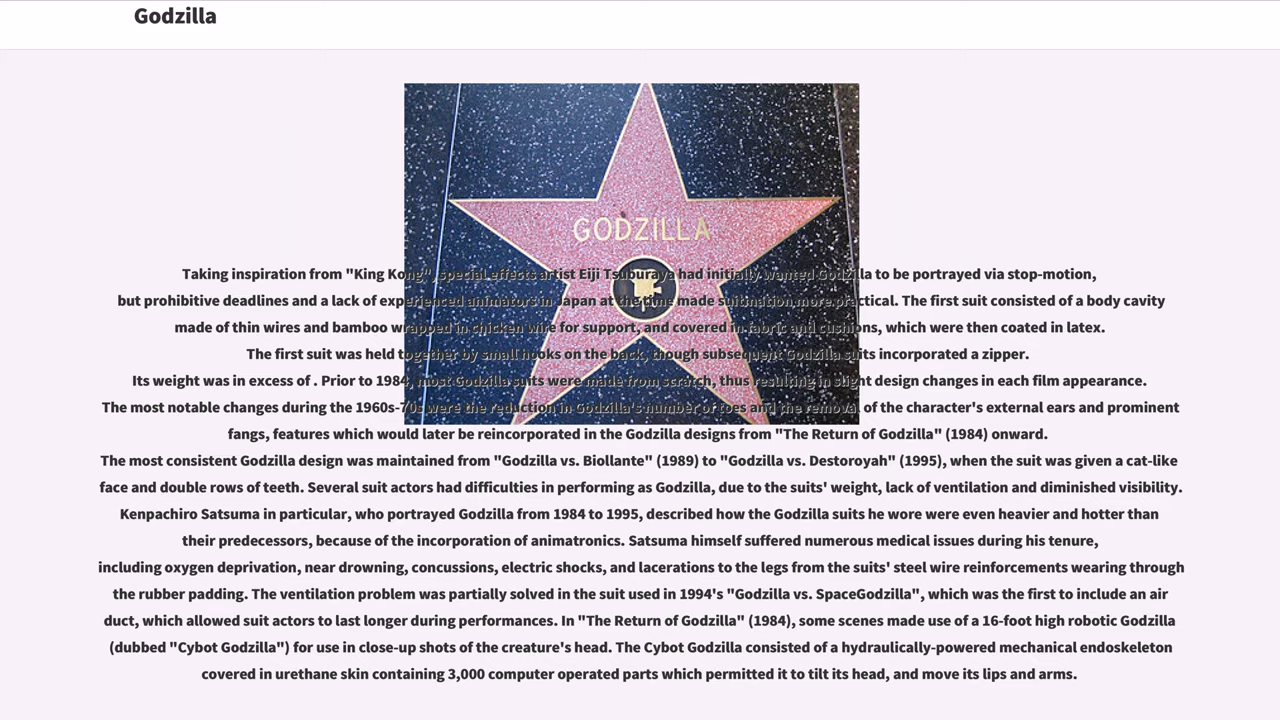 Godzilla
GODZILLA
Taking inspiration from "King Kong", special effects artist Eiji Tsuburaya had initially wanted Godzilla to be portrayed via stop-motion,
but prohibitive deadlines and a lack of experienced animators in Japan at the time made suitmation more practical. The first suit consisted of a body cavity
made of thin wires and bamboo wrapped in chicken wire for support, and covered in fabric and cushions, which were then coated in latex.
The first suit was held together by small hooks on the back, though subsequent Godzilla suits incorporated a zipper.
Its weight was in excess of . Prior to 1984, most Godzilla suits were made from scratch, thus resulting in slight design changes in each film appearance.
The most notable changes during the 1960s-70s were the reduction in Godzilla's number of toes and the removal of the character's external ears and prominent
fangs, features which would later be reincorporated in the Godzilla designs from "The Return of Godzilla" (1984) onward.
The most consistent Godzilla design was maintained from "Godzilla vs. Biollante" (1989) to "Godzilla vs. Destoroyah" (1995), when the suit was given a cat-like
face and double rows of teeth. Several suit actors had difficulties in performing as Godzilla, due to the suits' weight, lack of ventilation and diminished visibility.
Kenpachiro Satsuma in particular, who portrayed Godzilla from 1984 to 1995, described how the Godzilla suits he wore were even heavier and hotter than
their predecessors, because of the incorporation of animatronics. Satsuma himself suffered numerous medical issues during his tenure,
including oxygen deprivation, near drowning, concussions, electric shocks, and lacerations to the legs from the suits' steel wire reinforcements wearing through
the rubber padding. The ventilation problem was partially solved in the suit used in 1994's "Godzilla vs. SpaceGodzilla", which was the first to include an air
duct, which allowed suit actors to last longer during performances. In "The Return of Godzilla" (1984), some scenes made use of a 16-foot high robotic Godzilla
(dubbed "Cybot Godzilla") for use in close-up shots of the creature's head. The Cybot Godzilla consisted of a hydraulically-powered mechanical endoskeleton
covered in urethane skin containing 3,000 computer operated parts which permitted it to tilt its head, and move its lips and arms.